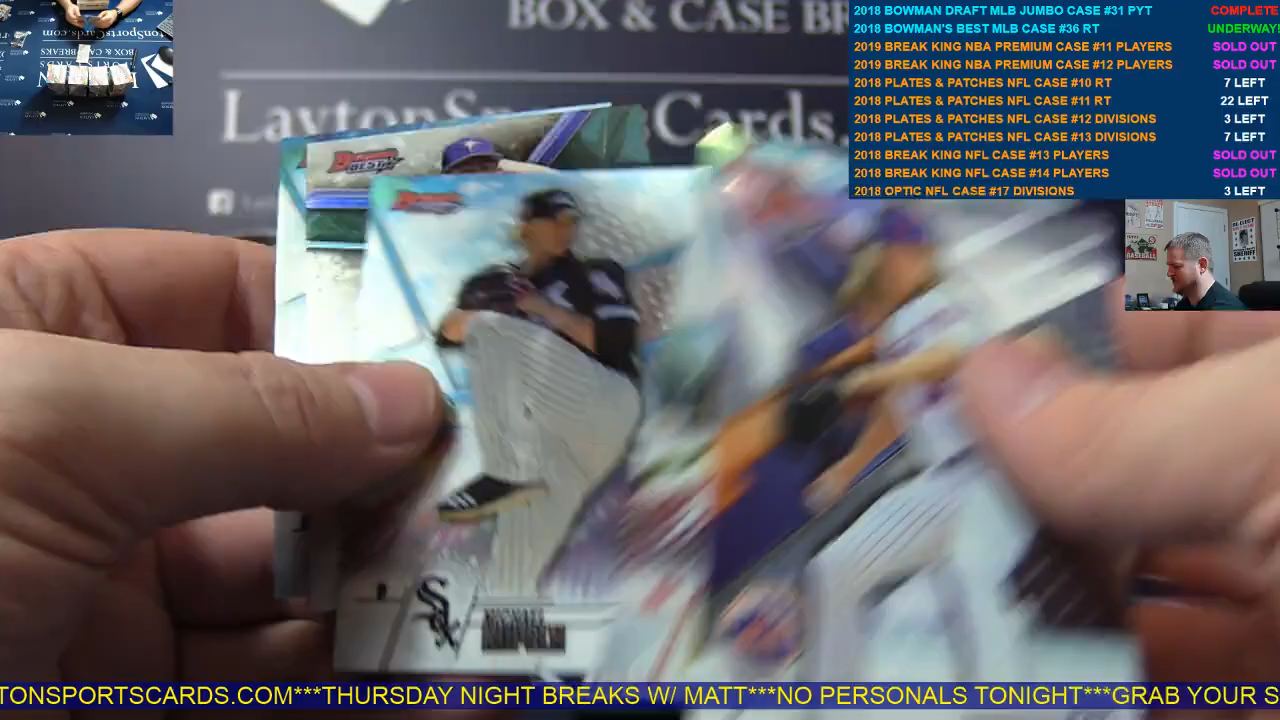 BOX & CASE BR
2018 BOWMAN DRAFT MLB JUMBO CASE #31 PYT COMPLETE
2018 BOWMAN'S BEST MLB CASE #36 RT UNDERWAY!
2019 BREAK KING NBA PREMIUM CASE #11 PLAYERS SOLD OUT
2019 BREAK KING NBA PREMIUM CASE #12 PLAYERS SOLD OUT
2018 PLATES & PATCHES NFL CASE #10 RT 7 LEFT
2018 PLATES & PATCHES NFL CASE #11 RT 22 LEFT
2018 PLATES & PATCHES NFL CASE #12 DIVISIONS 3 LEFT
2018 PLATES & PATCHES NFL CASE #13 DIVISIONS 7 LEFT
2018 BREAK KING NFL CASE #13 PLAYERS SOLD OUT
2018 BREAK KING NFL CASE #14 PLAYERS SOLD OUT
2018 OPTIC NFL CASE #17 DIVISIONS 3 LEFT
MICHAEL
TONSPORTSCARDS.COM***THURSDAY NIGHT BREAKS W/ MATT***NO PERSONALS TONIGHT***GRAB YOUR S